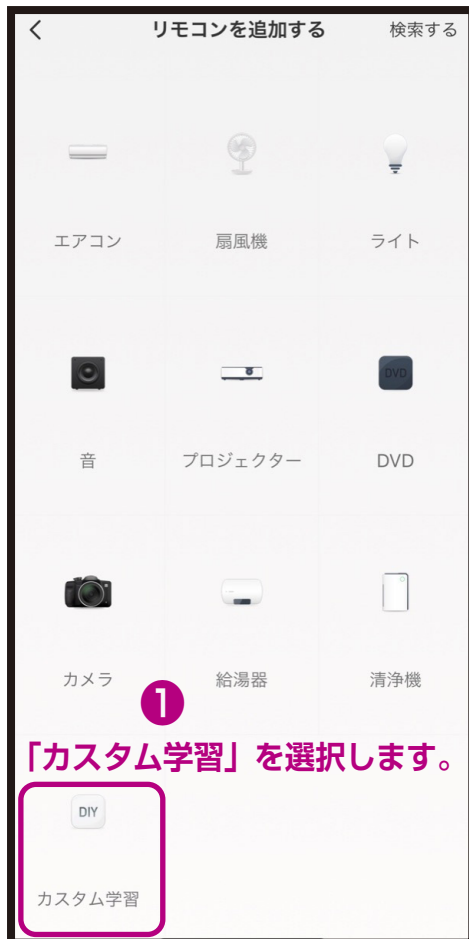 リモコンを追加する 検索する
エアコン 扇風機 ライト
DVD
音 プロジェクター DVD
カメラ 給湯器 清浄機
❶
「カスタム学習」を選択します。
DIY
カスタム学習